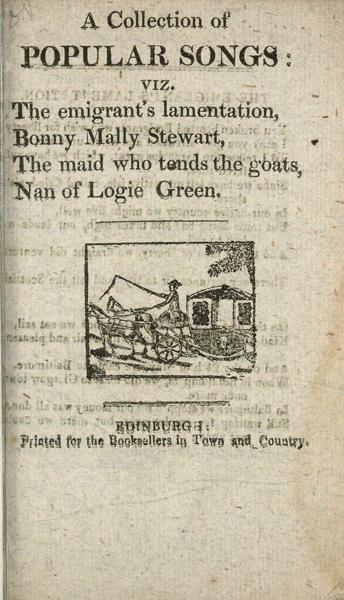 A Collection of
POPULAR SONGS:
VIZ.
The emigrant's lamentation,
Bonny Mally Stewart,
The maid who tends the goats,
Nan of Logie Green.
EDINBURGH:
Printed for the Booksellers in Town and Country.